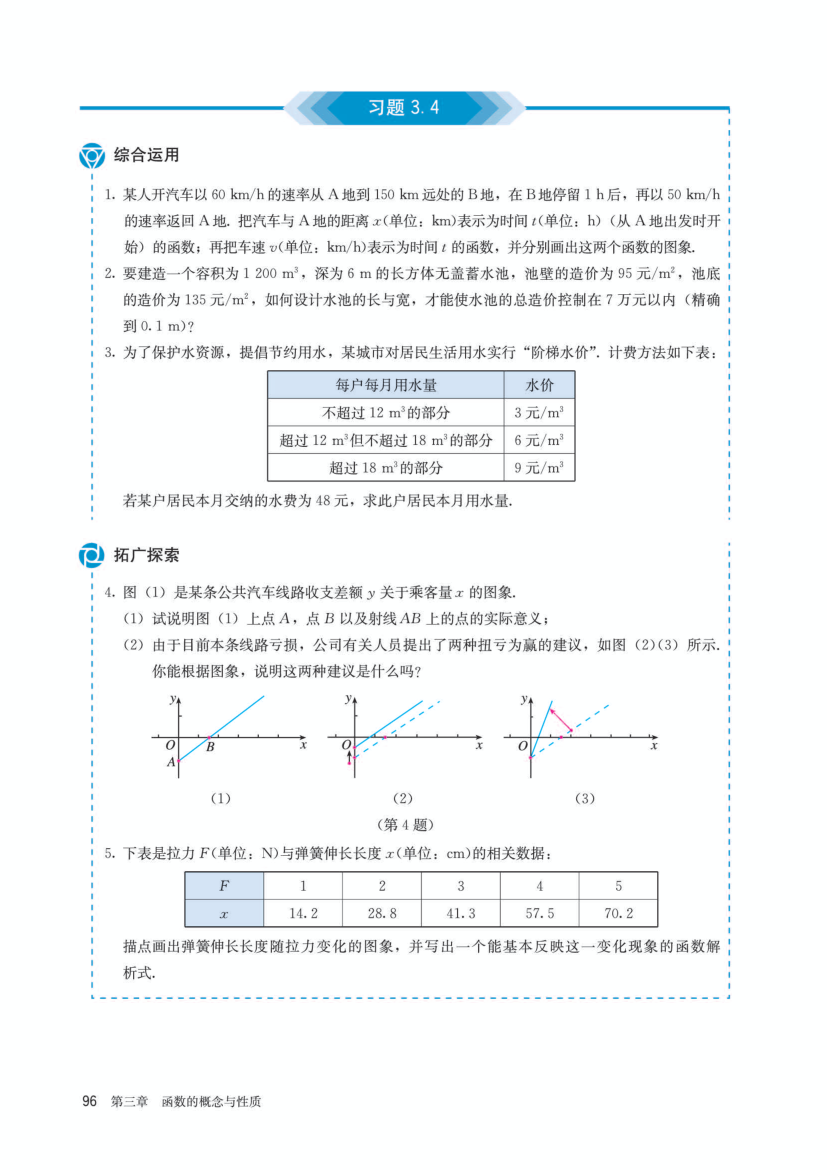 习题 3.4
综合运用
1. 某人开汽车以 60 km/h 的速率从 A 地到 150 km 远处的 B 地，在 B 地停留 1 h 后，再以 50 km/h
的速率返回 A 地. 把汽车与 A 地的距离 x(单位：km)表示为时间 t(单位：h)（从 A 地出发时开
始）的函数；再把车速 v(单位：km/h)表示为时间 t 的函数，并分别画出这两个函数的图象.
2. 要建造一个容积为 1 200 m³，深为 6 m 的长方体无盖蓄水池，池壁的造价为 95 元/m²，池底
的造价为 135 元/m²，如何设计水池的长与宽，才能使水池的总造价控制在 7 万元以内（精确
到 0.1 m)？
3. 为了保护水资源，提倡节约用水，某城市对居民生活用水实行“阶梯水价”. 计费方法如下表：
每户每月用水量 水价
不超过 12 m³的部分 3 元/m³
超过 12 m³但不超过 18 m³的部分 6 元/m³
超过 18 m³的部分 9 元/m³
若某户居民本月交纳的水费为 48 元，求此户居民本月用水量.
拓广探索
4. 图（1）是某条公共汽车线路收支差额 y 关于乘客量 x 的图象.
（1）试说明图（1）上点 A，点 B 以及射线 AB 上的点的实际意义；
（2）由于目前本条线路亏损，公司有关人员提出了两种扭亏为赢的建议，如图（2)(3）所示.
你能根据图象，说明这两种建议是什么吗？
y y y
O B x O x O x
A
（1） （2） （3）
（第 4 题）
5. 下表是拉力 F(单位：N)与弹簧伸长长度 x(单位：cm)的相关数据：
F 1 2 3 4 5
x 14.2 28.8 41.3 57.5 70.2
描点画出弹簧伸长长度随拉力变化的图象，并写出一个能基本反映这一变化现象的函数解
析式.
96 第三章 函数的概念与性质